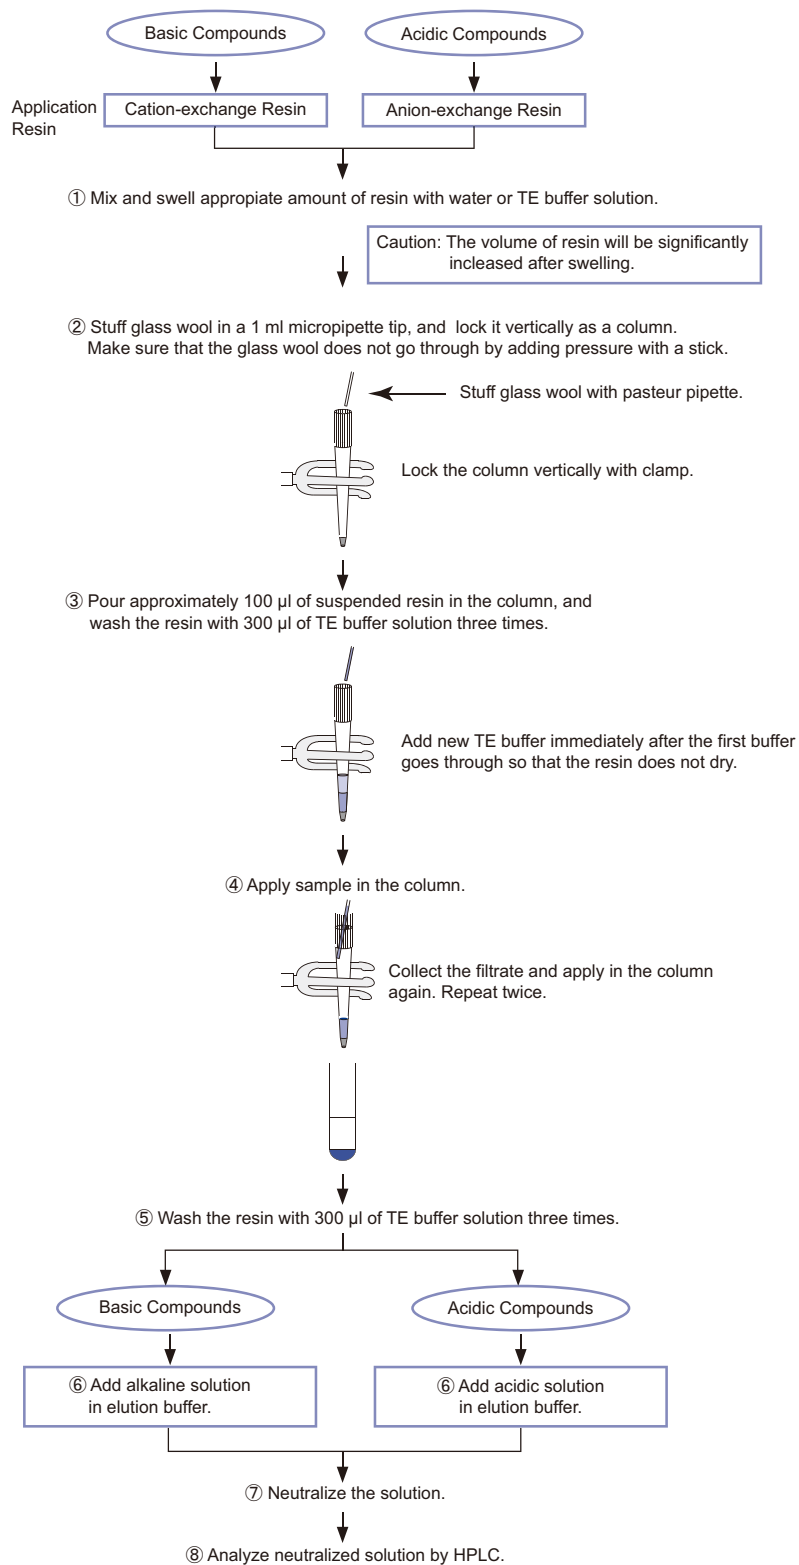 Basic Compounds
Acidic Compounds
Application
Resin
Cation-exchange Resin
Anion-exchange Resin
① Mix and swell appropiate amount of resin with water or TE buffer solution.
Caution: The volume of resin will be significantly
incleased after swelling.
② Stuff glass wool in a 1 ml micropipette tip, and lock it vertically as a column.
Make sure that the glass wool does not go through by adding pressure with a stick.
Stuff glass wool with pasteur pipette.
Lock the column vertically with clamp.
③ Pour approximately 100 µl of suspended resin in the column, and
wash the resin with 300 µl of TE buffer solution three times.
Add new TE buffer immediately after the first buffer
goes through so that the resin does not dry.
④ Apply sample in the column.
Collect the filtrate and apply in the column
again. Repeat twice.
⑤ Wash the resin with 300 µl of TE buffer solution three times.
Basic Compounds
Acidic Compounds
⑥ Add alkaline solution
in elution buffer.
⑥ Add acidic solution
in elution buffer.
⑦ Neutralize the solution.
⑧ Analyze neutralized solution by HPLC.